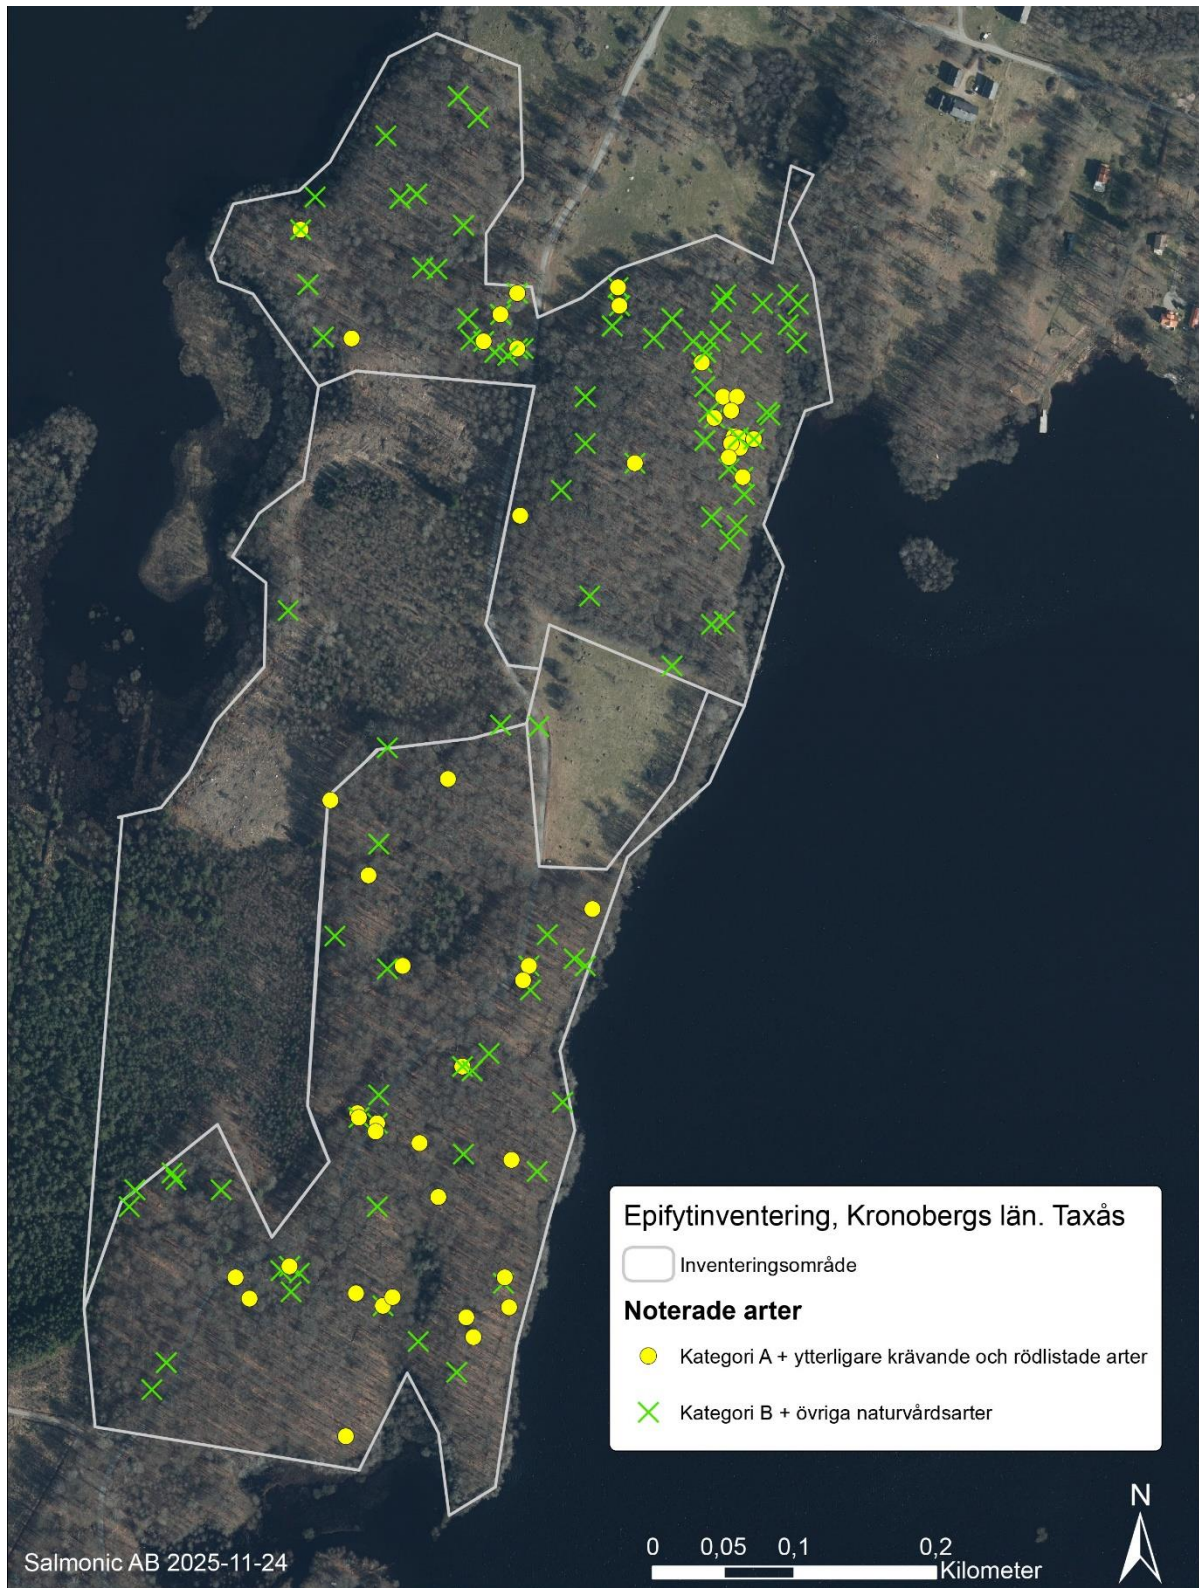 Epifytinventering, Kronobergs län. Taxås
Inventeringsområde
Noterade arter
Kategori A + ytterligare krävande och rödlistade arter
Kategori B + övriga naturvårdsarter
N
0 0,05 0,1 0,2
Kilometer
Salmonic AB 2025-11-24